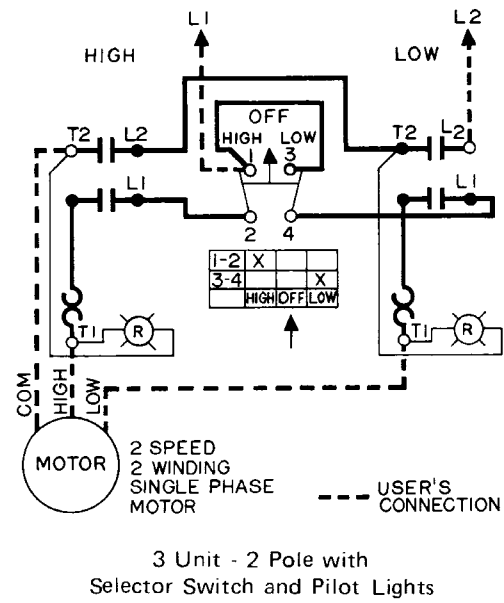 L1
L2
HIGH
LOW
OFF
T2
L2
HIGH
LOW
T2
L2
1
3
L1
L1
2
4
1-2 X
3-4 X
HIGH OFF LOW
T1
R
T1
R
COM
HIGH
LOW
MOTOR
2 SPEED
2 WINDING
SINGLE PHASE
MOTOR
USER'S
CONNECTION
3 Unit - 2 Pole with
Selector Switch and Pilot Lights